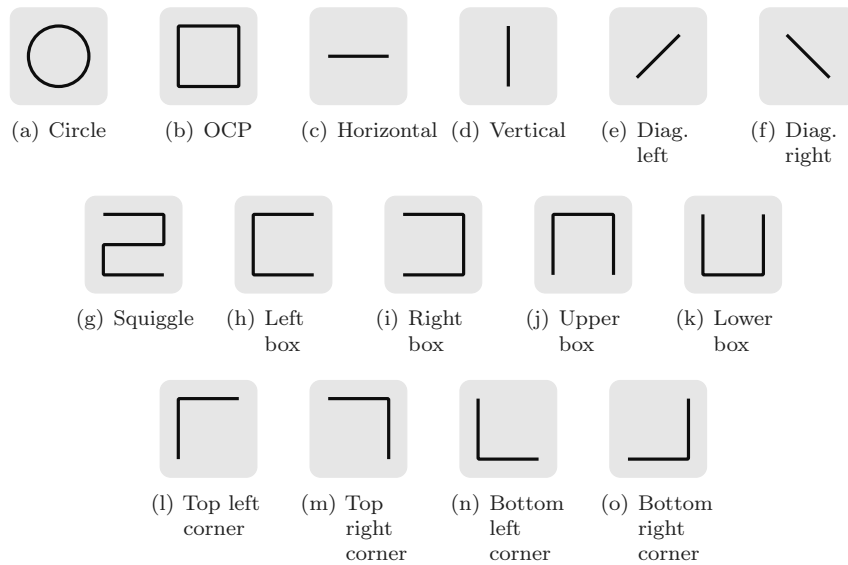 (a) Circle (b) OCP (c) Horizontal (d) Vertical (e) Diag. left (f) Diag. right
(g) Squiggle (h) Left box (i) Right box (j) Upper box (k) Lower box
(l) Top left corner (m) Top right corner (n) Bottom left corner (o) Bottom right corner